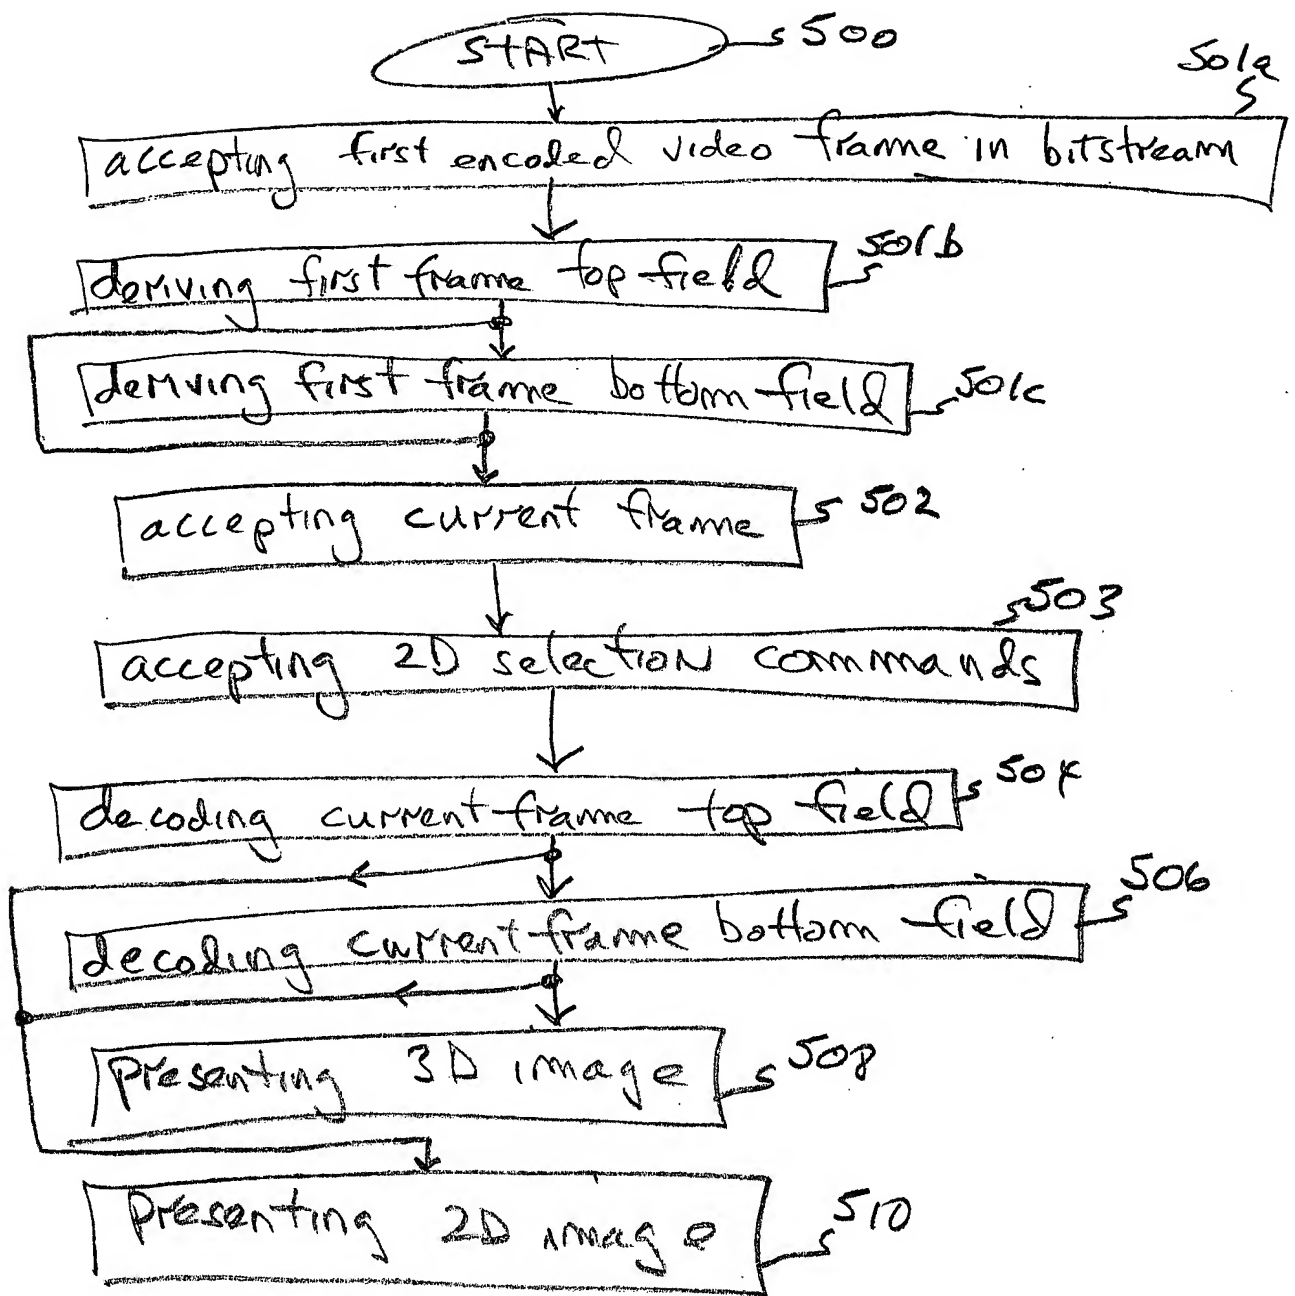 START 500
501a
accepting first encoded video frame in bitstream
deriving first frame top field 501b
deriving first frame bottom field 501c
accepting current frame 502
503
accepting 2D selection commands
decoding current frame top field 504
decoding current frame bottom field 506
presenting 3D image 508
presenting 2D image 510